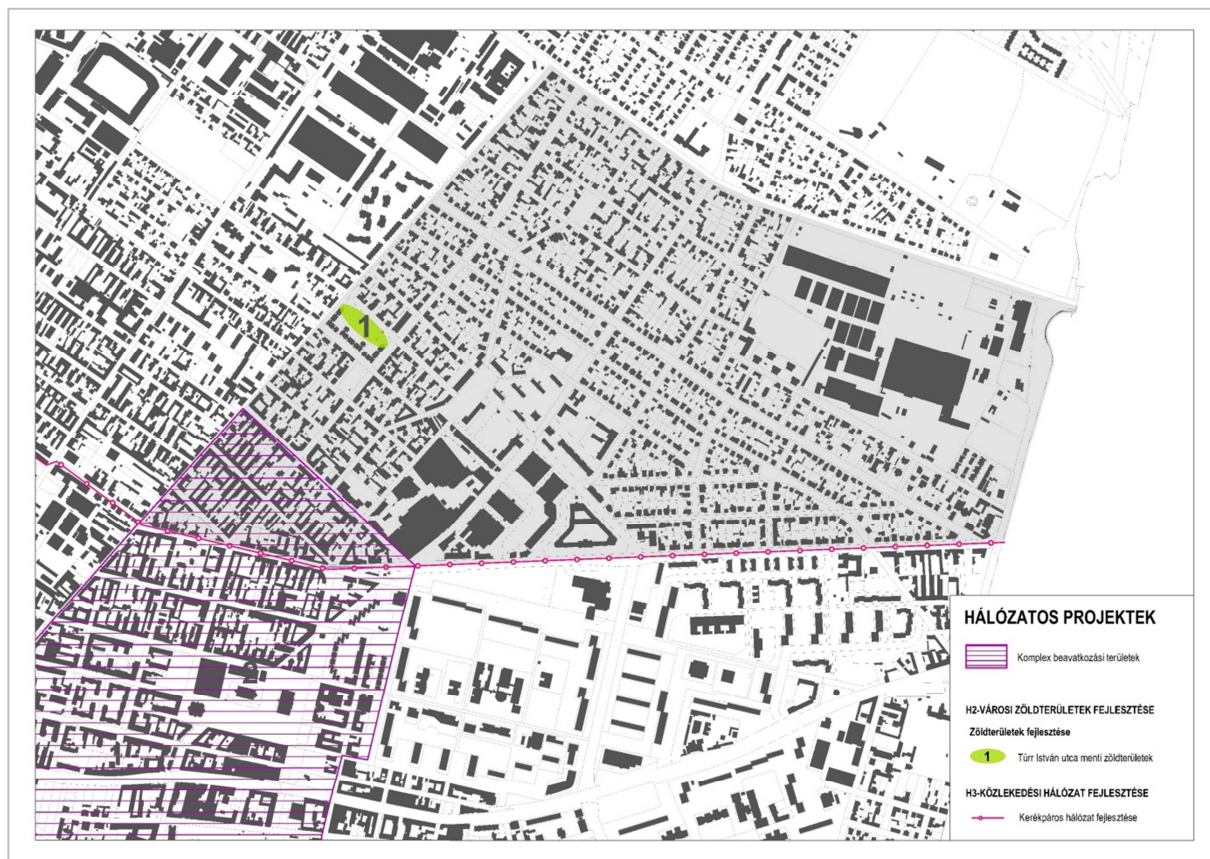 1
HÁLÓZATOS PROJEKTEK
Komplex beavatkozási területek
H2-VÁROSI ZÖLDTERÜLETEK FEJLESZTÉSE
Zöldterületek fejlesztése
1 Türr István utca menti zöldterületek
H3-KÖZLEKEDÉSI HÁLÓZAT FEJLESZTÉSE
Kerékpáros hálózat fejlesztése